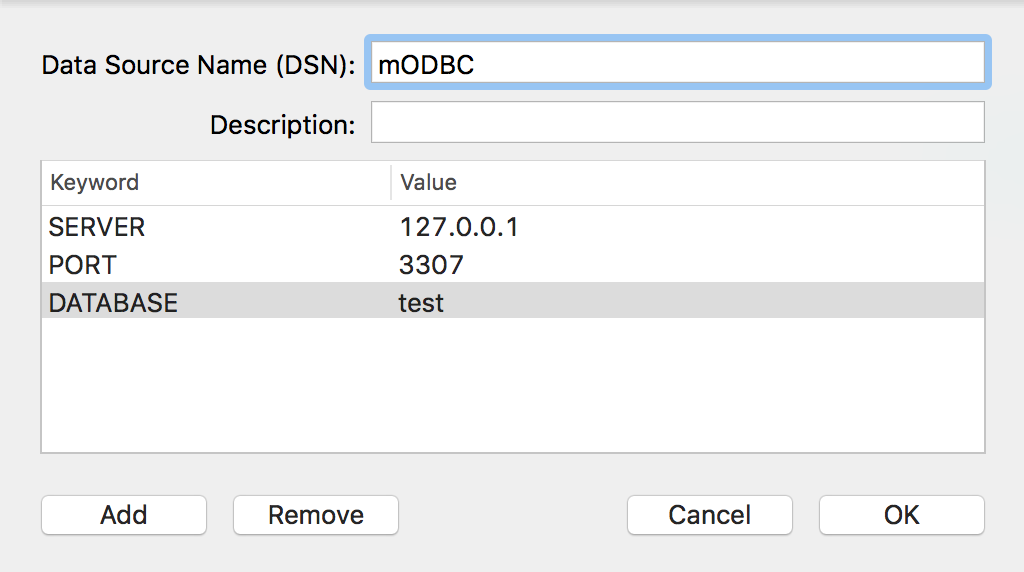 Data Source Name (DSN): mODBC
Description:
Keyword Value
SERVER 127.0.0.1
PORT 3307
DATABASE test
Add Remove Cancel OK